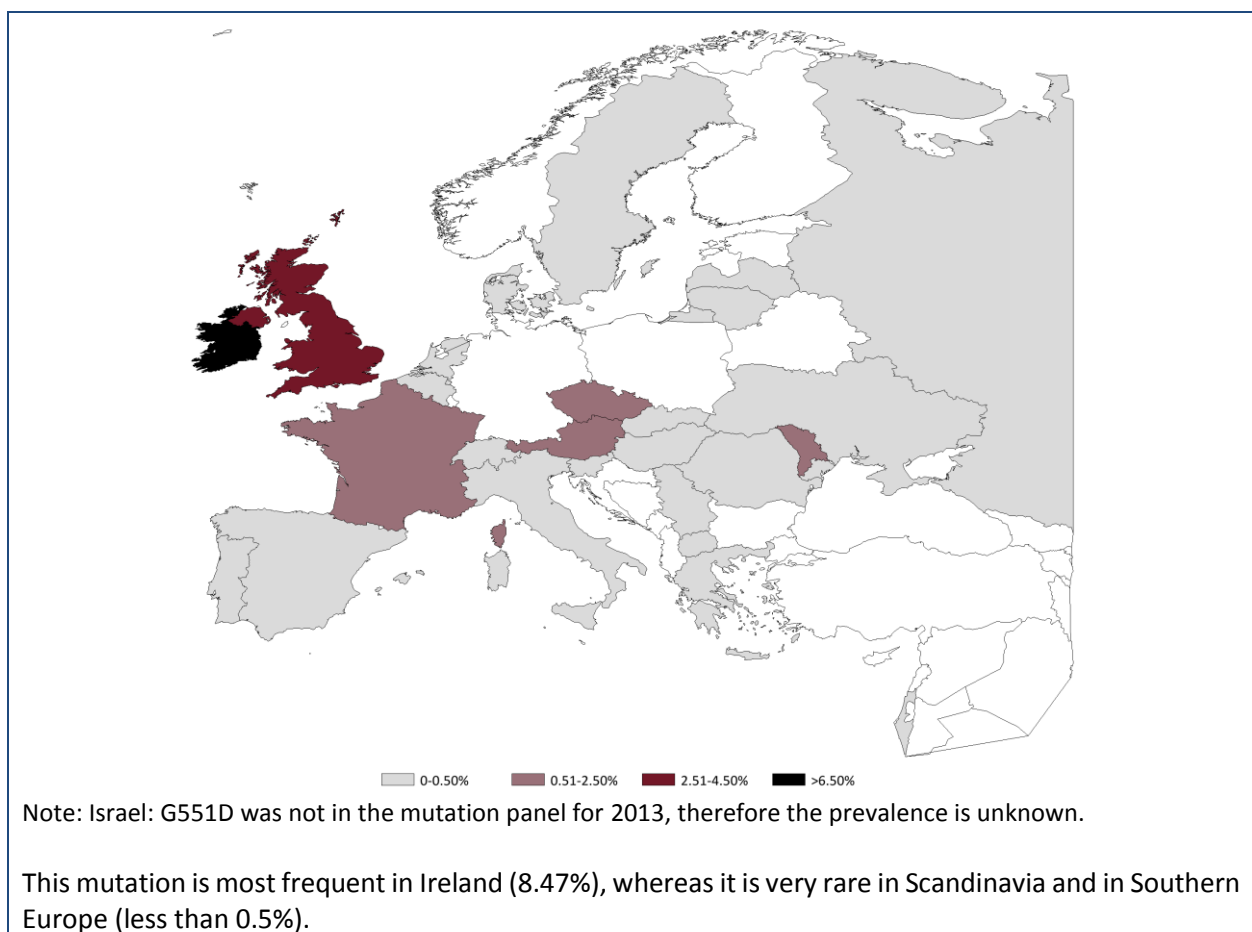 0-0.50% 0.51-2.50% 2.51-4.50% >6.50%
Note: Israel: G551D was not in the mutation panel for 2013, therefore the prevalence is unknown.
This mutation is most frequent in Ireland (8.47%), whereas it is very rare in Scandinavia and in Southern
Europe (less than 0.5%).